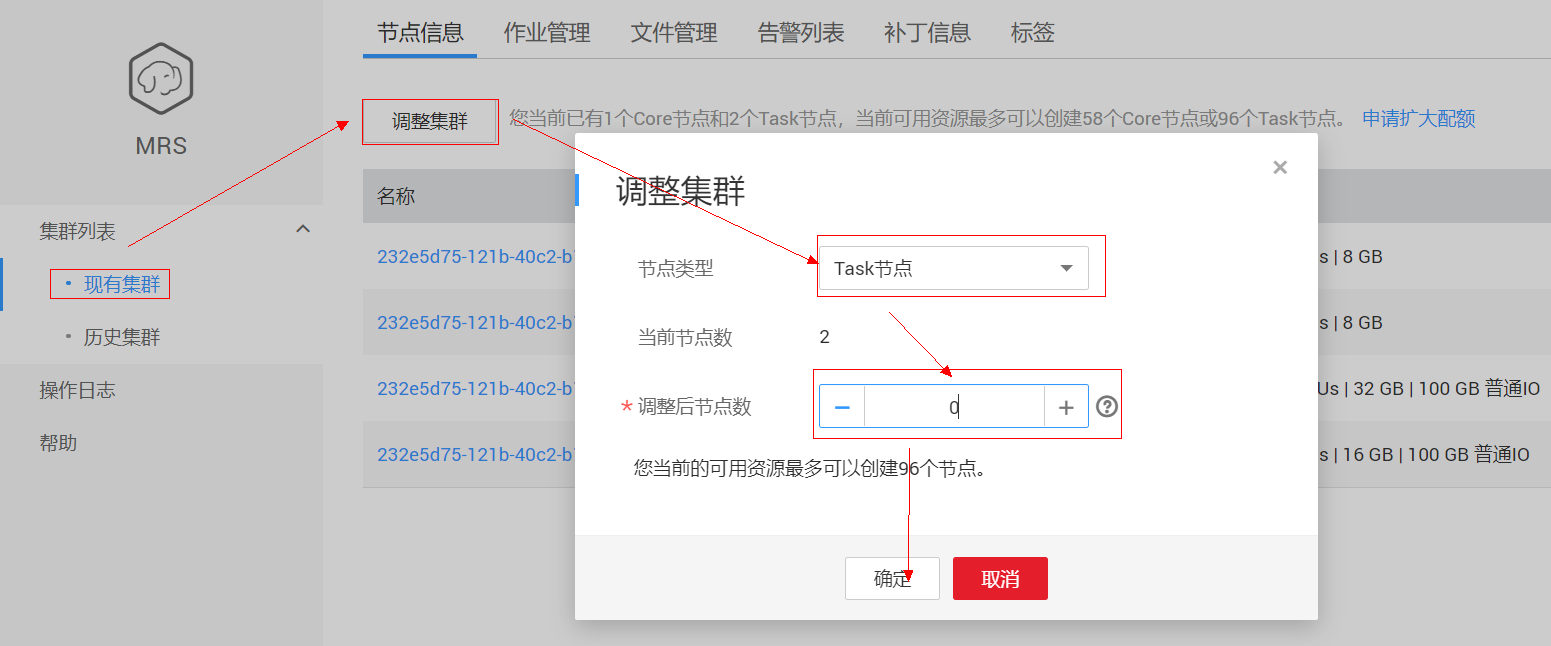 节点信息 作业管理 文件管理 告警列表 补丁信息 标签
MRS
调整集群 您当前已有1个Core节点和2个Task节点，当前可用资源最多可以创建58个Core节点或96个Task节点。 申请扩大配额
集群列表
现有集群
历史集群
操作日志
帮助
名称
232e5d75-121b-40c2-b s | 8 GB
232e5d75-121b-40c2-b s | 8 GB
232e5d75-121b-40c2-b Us | 32 GB | 100 GB 普通IO
232e5d75-121b-40c2-b s | 16 GB | 100 GB 普通IO
调整集群
节点类型 Task节点
当前节点数 2
* 调整后节点数 − 0 +
您当前的可用资源最多可以创建96个节点。
确定 取消